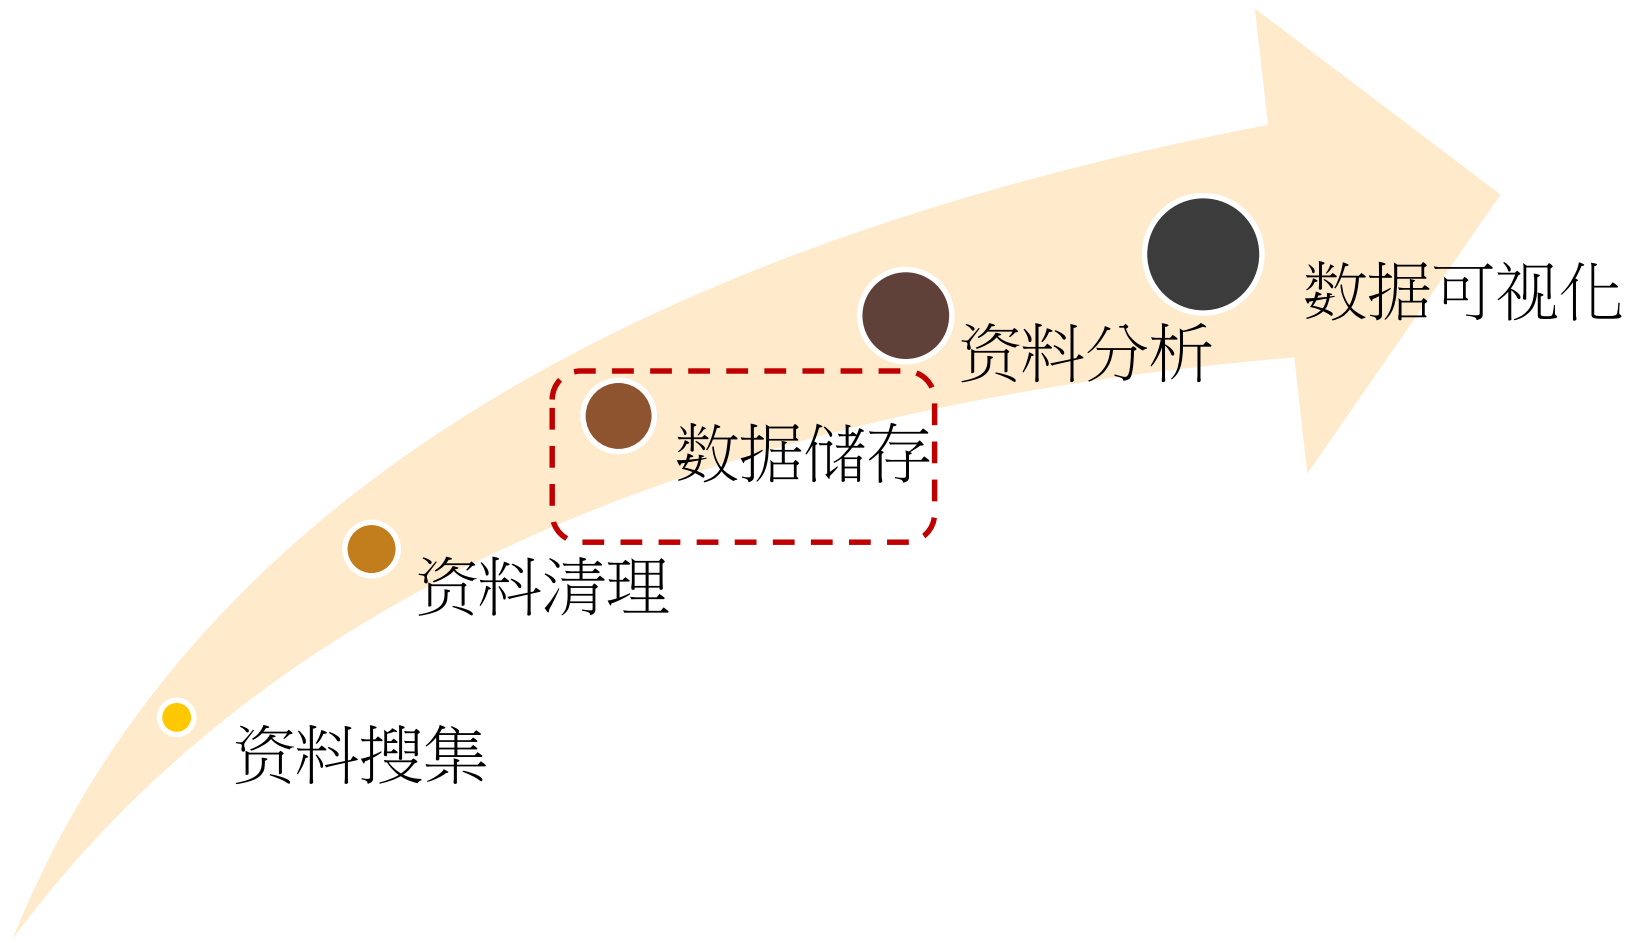 数据可视化
资料分析
数据储存
资料清理
资料搜集